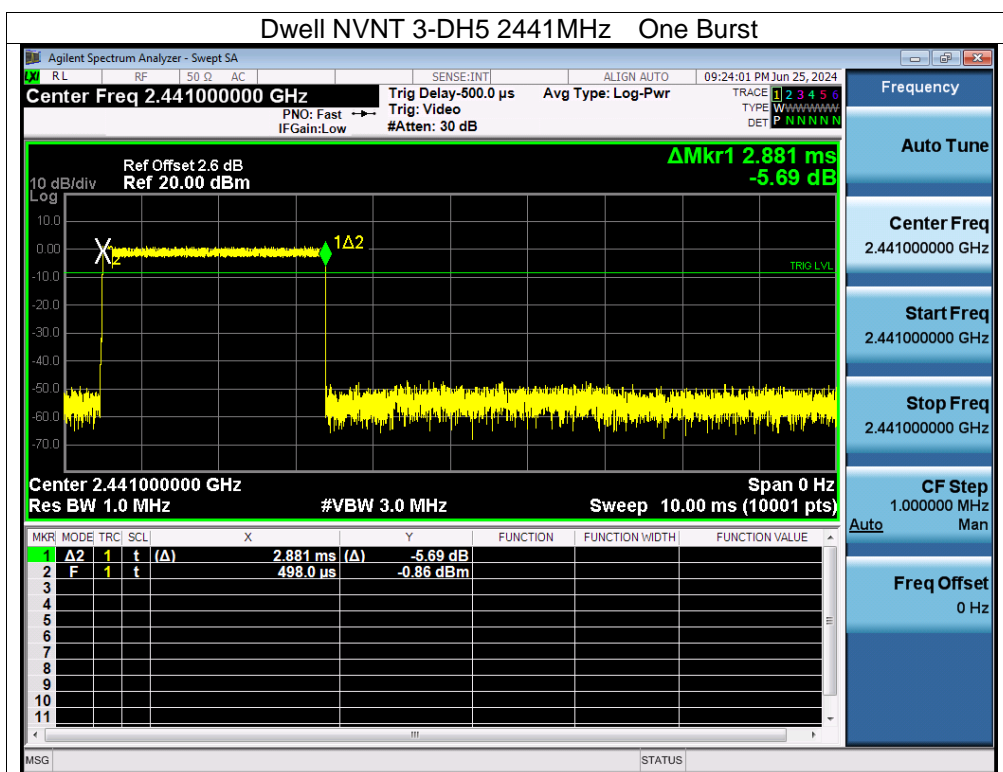 Dwell NVNT 3-DH5 2441MHz One Burst
Agilent Spectrum Analyzer - Swept SA
LXI RL RF 50 Ω AC SENSE:INT ALIGN AUTO 09:24:01 PM Jun 25, 2024
Center Freq 2.441000000 GHz
PNO: Fast
IFGain:Low
Trig Delay-500.0 µs
Trig: Video
#Atten: 30 dB
Avg Type: Log-Pwr
TRACE 1 2 3 4 5 6
TYPE WWWWWW
DET P N N N N N
Frequency
Auto Tune
ΔMkr1 2.881 ms
-5.69 dB
Ref Offset 2.6 dB
10 dB/div Ref 20.00 dBm
Log
10.0
0.00
-10.0
-20.0
-30.0
-40.0
-50.0
-60.0
-70.0
X
2
1Δ2
TRIG LVL
Center Freq
2.441000000 GHz
Start Freq
2.441000000 GHz
Stop Freq
2.441000000 GHz
CF Step
1.000000 MHz
Auto Man
Freq Offset
0 Hz
Center 2.441000000 GHz Span 0 Hz
Res BW 1.0 MHz #VBW 3.0 MHz Sweep 10.00 ms (10001 pts)
MKR MODE TRC SCL X Y FUNCTION FUNCTION WIDTH FUNCTION VALUE
1 Δ2 1 t (Δ) 2.881 ms (Δ) -5.69 dB
2 F 1 t 498.0 µs -0.86 dBm
3
4
5
6
7
8
9
10
11
MSG STATUS